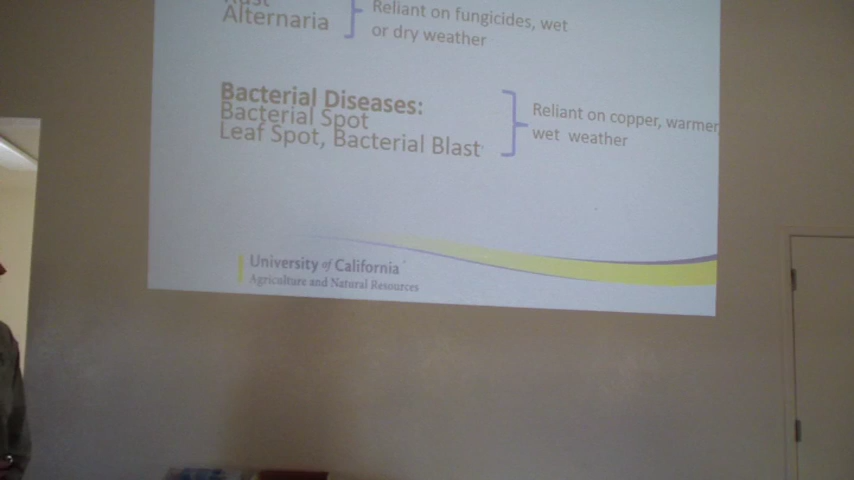 Alternaria
Reliant on fungicides, wet
or dry weather
Bacterial Diseases:
Bacterial Spot
Leaf Spot, Bacterial Blast
Reliant on copper, warmer
wet weather
University of California
Agriculture and Natural Resources